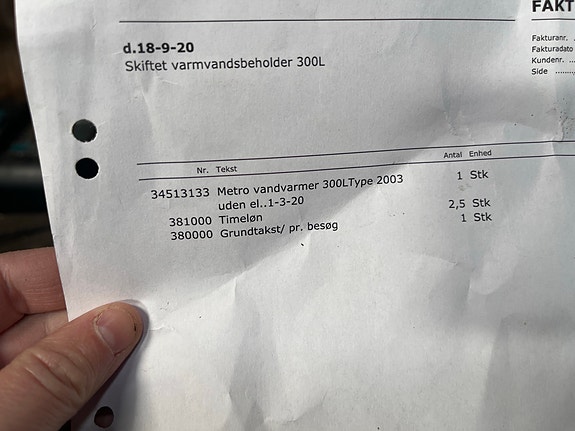 FAKT
d.18-9-20
Skiftet varmvandsbeholder 300L
Fakturanr.
Fakturadato
Kundenr. ...
Side ........
Nr. Tekst Antal Enhed
34513133 Metro vandvarmer 300LType 2003 1 Stk
uden el..1-3-20
381000 Timeløn 2,5 Stk
380000 Grundtakst/ pr. besøg 1 Stk